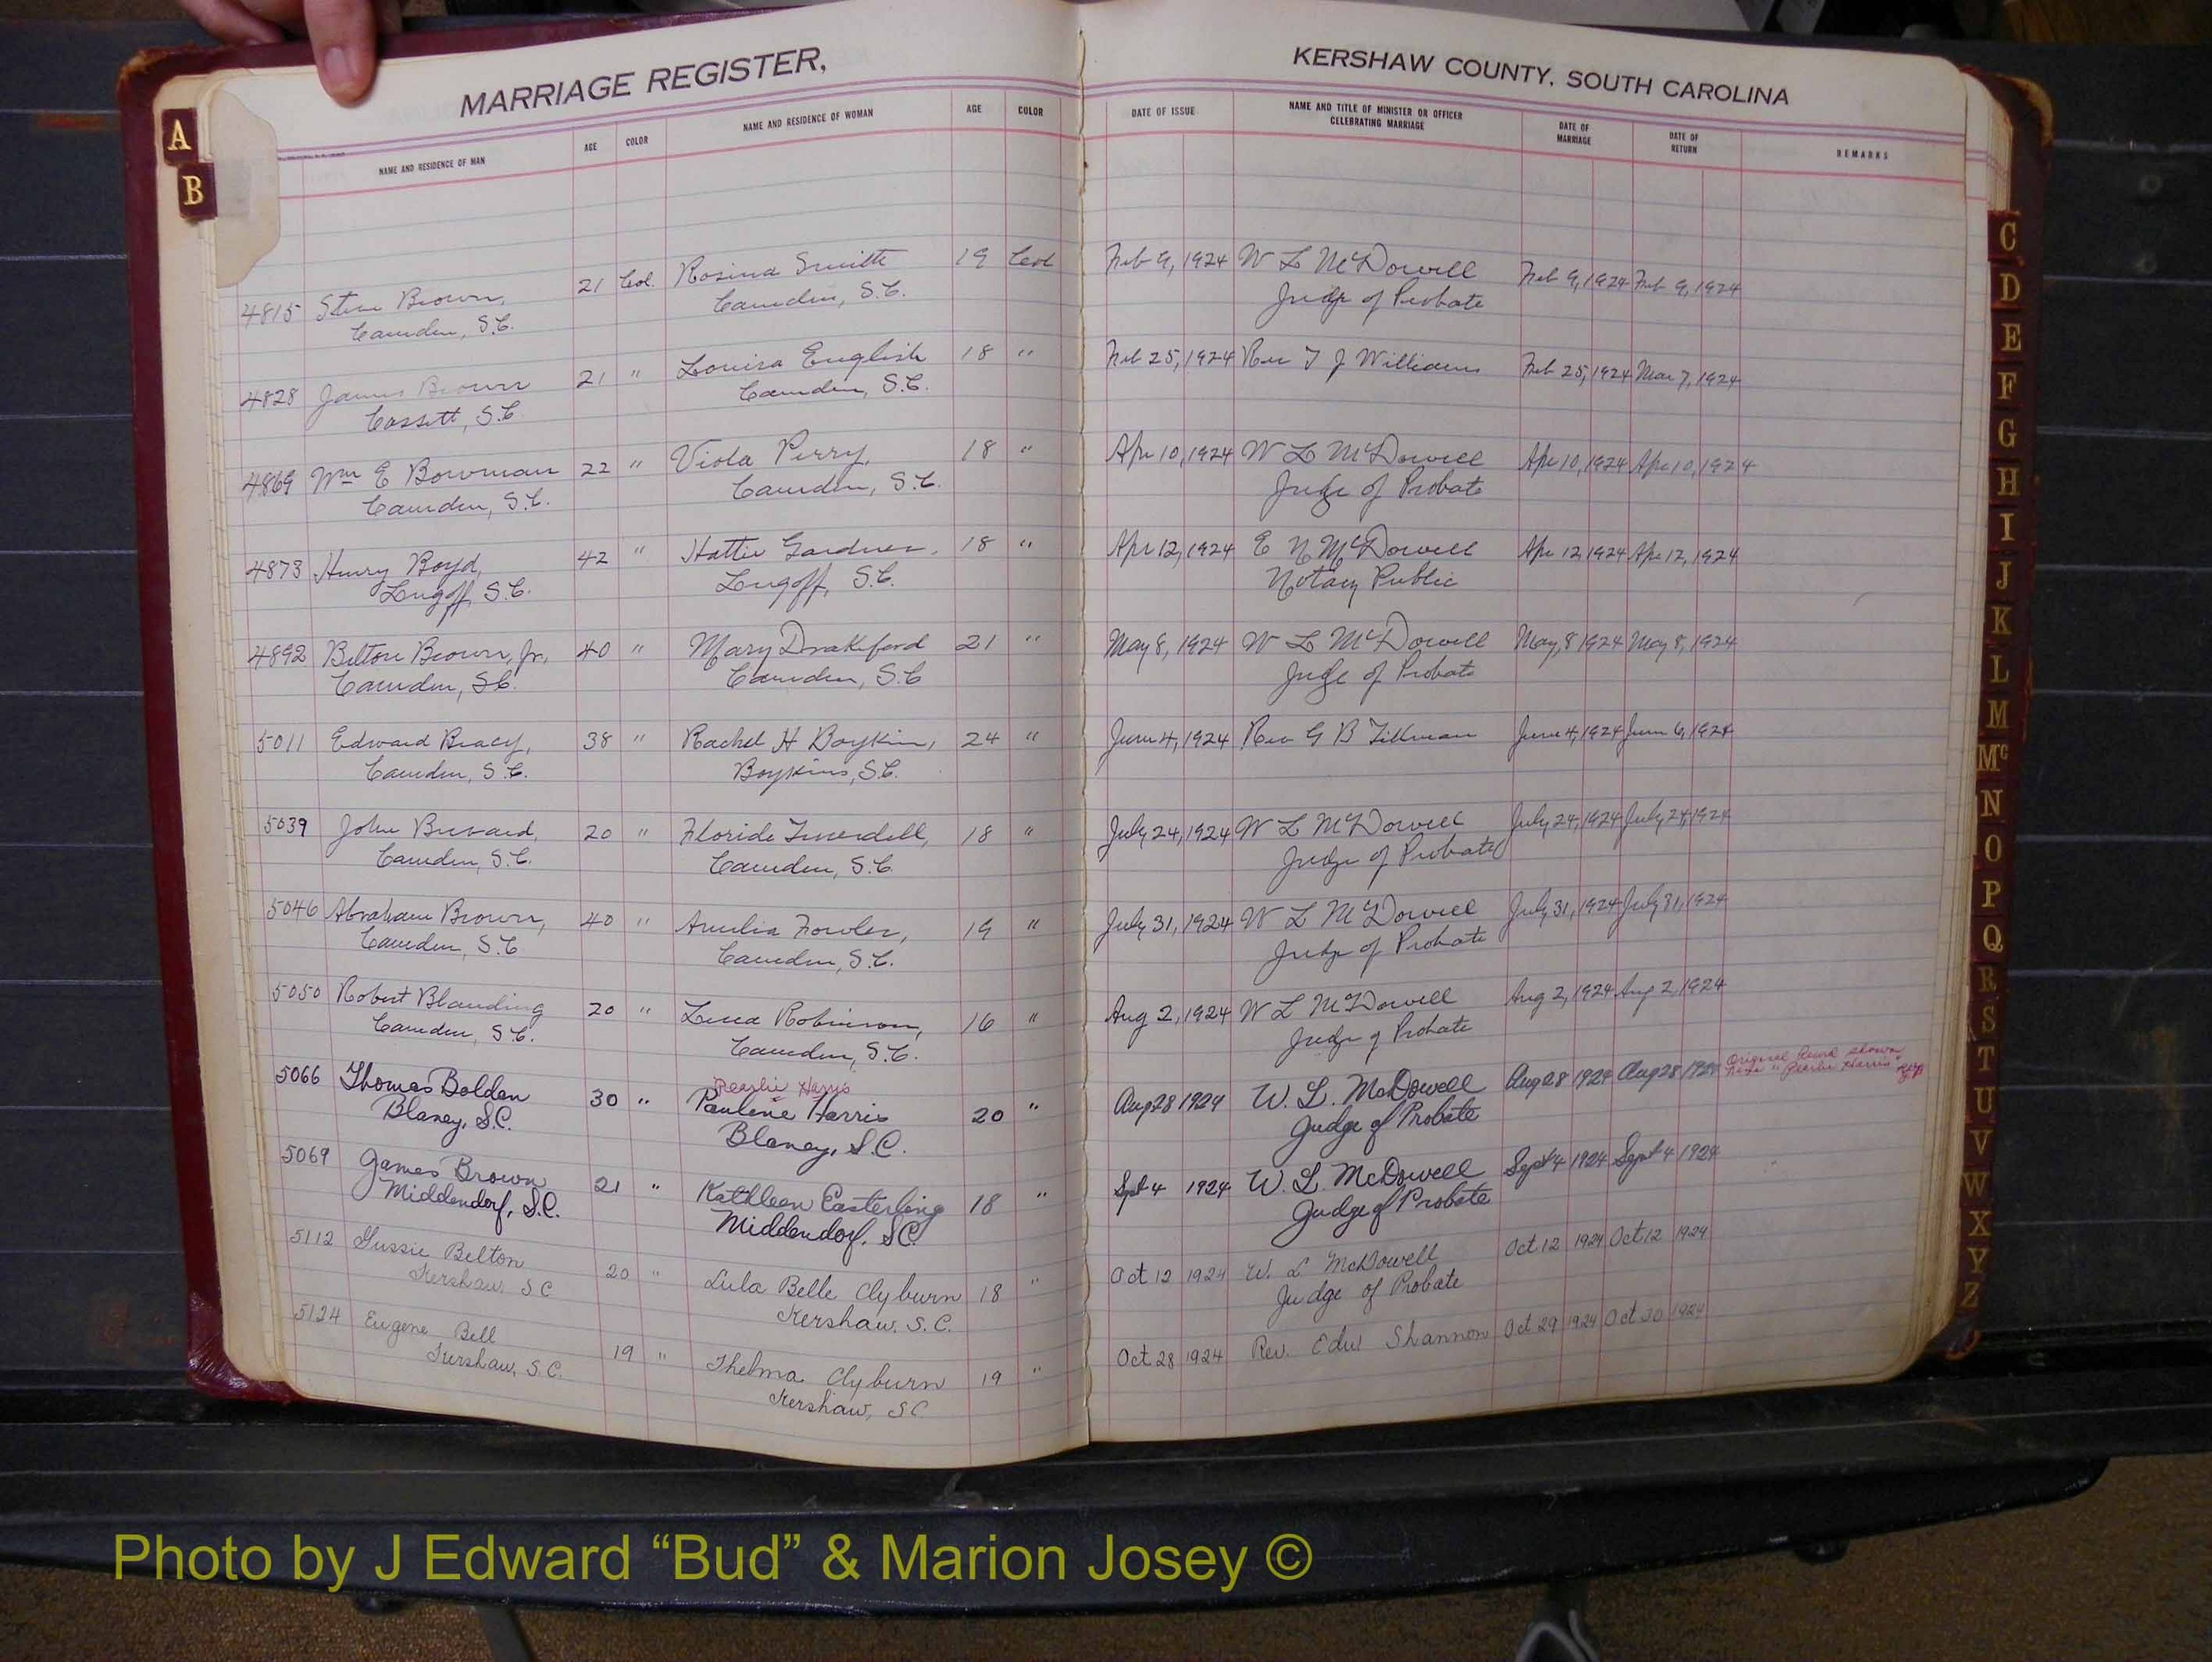 MARRIAGE REGISTER,
KERSHAW COUNTY, SOUTH CAROLINA
NAME AND RESIDENCE OF MAN AGE COLOR NAME AND RESIDENCE OF WOMAN AGE COLOR DATE OF ISSUE NAME AND TITLE OF MINISTER OR OFFICER CELEBRATING MARRIAGE DATE OF MARRIAGE DATE OF RETURN REMARKS
4815 Steve Brown, 21 Col. Rosina Smith 19 Col Feb 9, 1924 W L McDowell Feb 9, 1924 Feb 9, 1924
Camden, S.C. Camden, S.C. Judge of Probate
4828 James Brown 21 " Louisa English 18 " Feb 25, 1924 Rev T J Williams Feb 25, 1924 Mar 7, 1924
Cassett, S.C. Camden, S.C.
4869 Wm E Bowman 22 " Viola Perry, 18 " Apr 10, 1924 W L McDowell Apr 10, 1924 Apr 10, 1924
Camden, S.C. Camden, S.C. Judge of Probate
4873 Henry Boyd, 42 " Hattie Gardner, 18 " Apr 12, 1924 E N McDowell Apr 12, 1924 Apr 12, 1924
Lugoff, S.C. Lugoff, S.C. Notary Public
4892 Belton Brown, Jr, 40 " Mary Drakeford 21 " May 8, 1924 W L McDowell May, 8 1924 May 8, 1924
Camden, S.C. Camden, S.C Judge of Probate
5011 Edward Bracy, 38 " Rachel H Boykin, 24 " June 4, 1924 Rev G B Tillman June 4, 1924 June 6, 1924
Camden, S.C. Boykins, S.C.
5039 John Brevard, 20 " Floride 18 " July 24, 1924 W L McDowell July 24, 1924 July 24, 1924
Camden, S.C. Camden, S.C. Judge of Probate
5046 Abraham Brown, 40 " Amelia Fowler, 19 " July 31, 1924 W L McDowell July 31, 1924 July 31, 1924
Camden, S.C Camden, S.C. Judge of Probate
5050 Robert Blanding 20 " Lena Robinson, 16 " Aug 2, 1924 W L McDowell Aug 2, 1924 Aug 2, 1924
Camden, S.C. Camden, S.C. Judge of Probate
Pearlie Harris
5066 Thomas Bolden 30 " Pauline Harris 20 " Aug 28 1924 W. L. McDowell Aug 28 1924 Aug 28 1924 Original Record shows
Blaney, S.C. Blaney, S.C. Judge of Probate name "Pearlie Harris"
5069 James Brown 21 " Kathleen Easterling 18 " Sept 4 1924 W. L. McDowell Sept 4 1924 Sept 4 1924
Middendorf, S.C. Middendorf, S.C. Judge of Probate
5112 Gussie Belton 20 " Lula Belle Clyburn 18 " Oct 12 1924 W. L McDowell Oct 12 1924 Oct 12 1924
Kershaw, S.C Kershaw, S.C. Judge of Probate
5124 Eugene Bell 19 " Thelma Clyburn 19 " Oct 28 1924 Rev. Edw Shannon Oct 29 1924 Oct 30 1924
Kershaw, S.C. Kershaw, S C
A
B
C
D
E
F
G
H
I
J
K
L
M
Mc
N
O
P
Q
R
S
T
U
V
W
X
Y
Z
Photo by J Edward “Bud” & Marion Josey ©